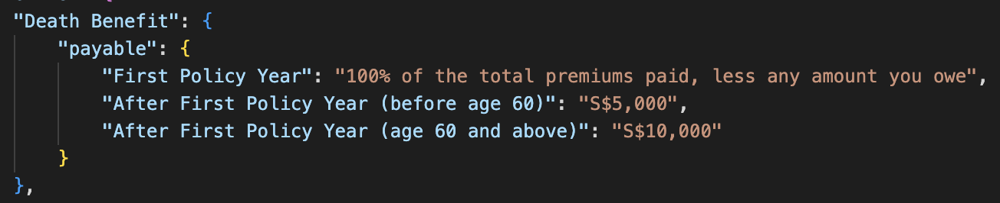 "Death Benefit": {
"payable": {
"First Policy Year": "100% of the total premiums paid, less any amount you owe",
"After First Policy Year (before age 60)": "S$5,000",
"After First Policy Year (age 60 and above)": "S$10,000"
}
},